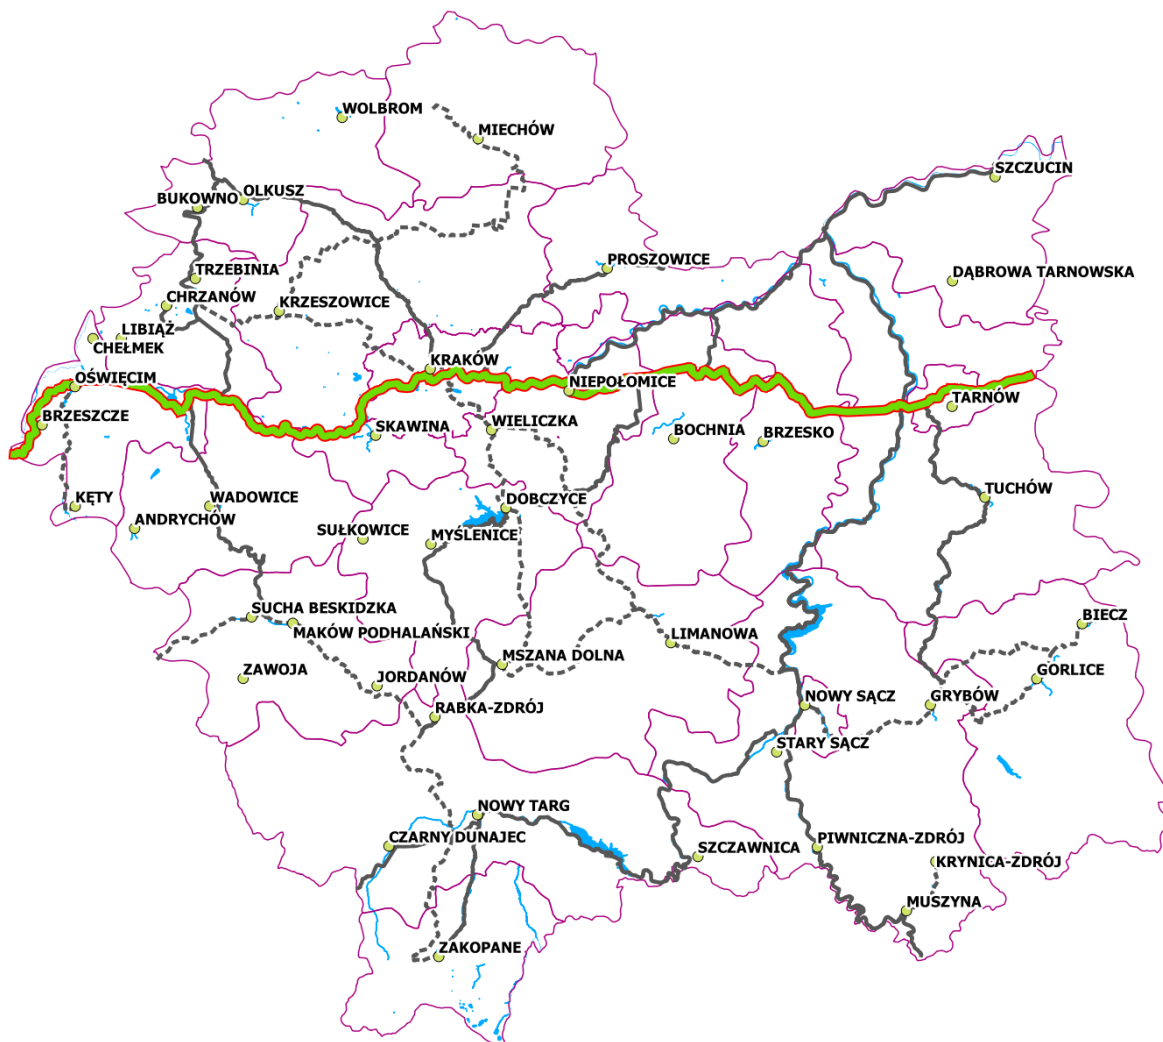 WOLBROM
MIECHÓW
SZCZUCIN
OLKUSZ
BUKOWNO
PROSZOWICE
TRZEBINIA
DĄBROWA TARNOWSKA
CHRZANÓW
KRZESZOWICE
LIBIĄŻ
CHEŁMEK
KRAKÓW
OŚWIĘCIM
NIEPOŁOMICE
TARNÓW
BRZESZCZE
SKAWINA
WIELICZKA
BOCHNIA
BRZESKO
KĘTY
WADOWICE
DOBCZYCE
TUCHÓW
ANDRYCHÓW
SUŁKOWICE
MYŚLENICE
SUCHA BESKIDZKA
BIECZ
MAKÓW PODHALAŃSKI
LIMANOWA
MSZANA DOLNA
ZAWOJA
JORDANÓW
GORLICE
RABKA-ZDRÓJ
NOWY SĄCZ
GRYBÓW
STARY SĄCZ
NOWY TARG
CZARNY DUNAJEC
SZCZAWNICA
PIWNICZNA-ZDRÓJ
KRYNICA-ZDRÓJ
MUSZYNA
ZAKOPANE